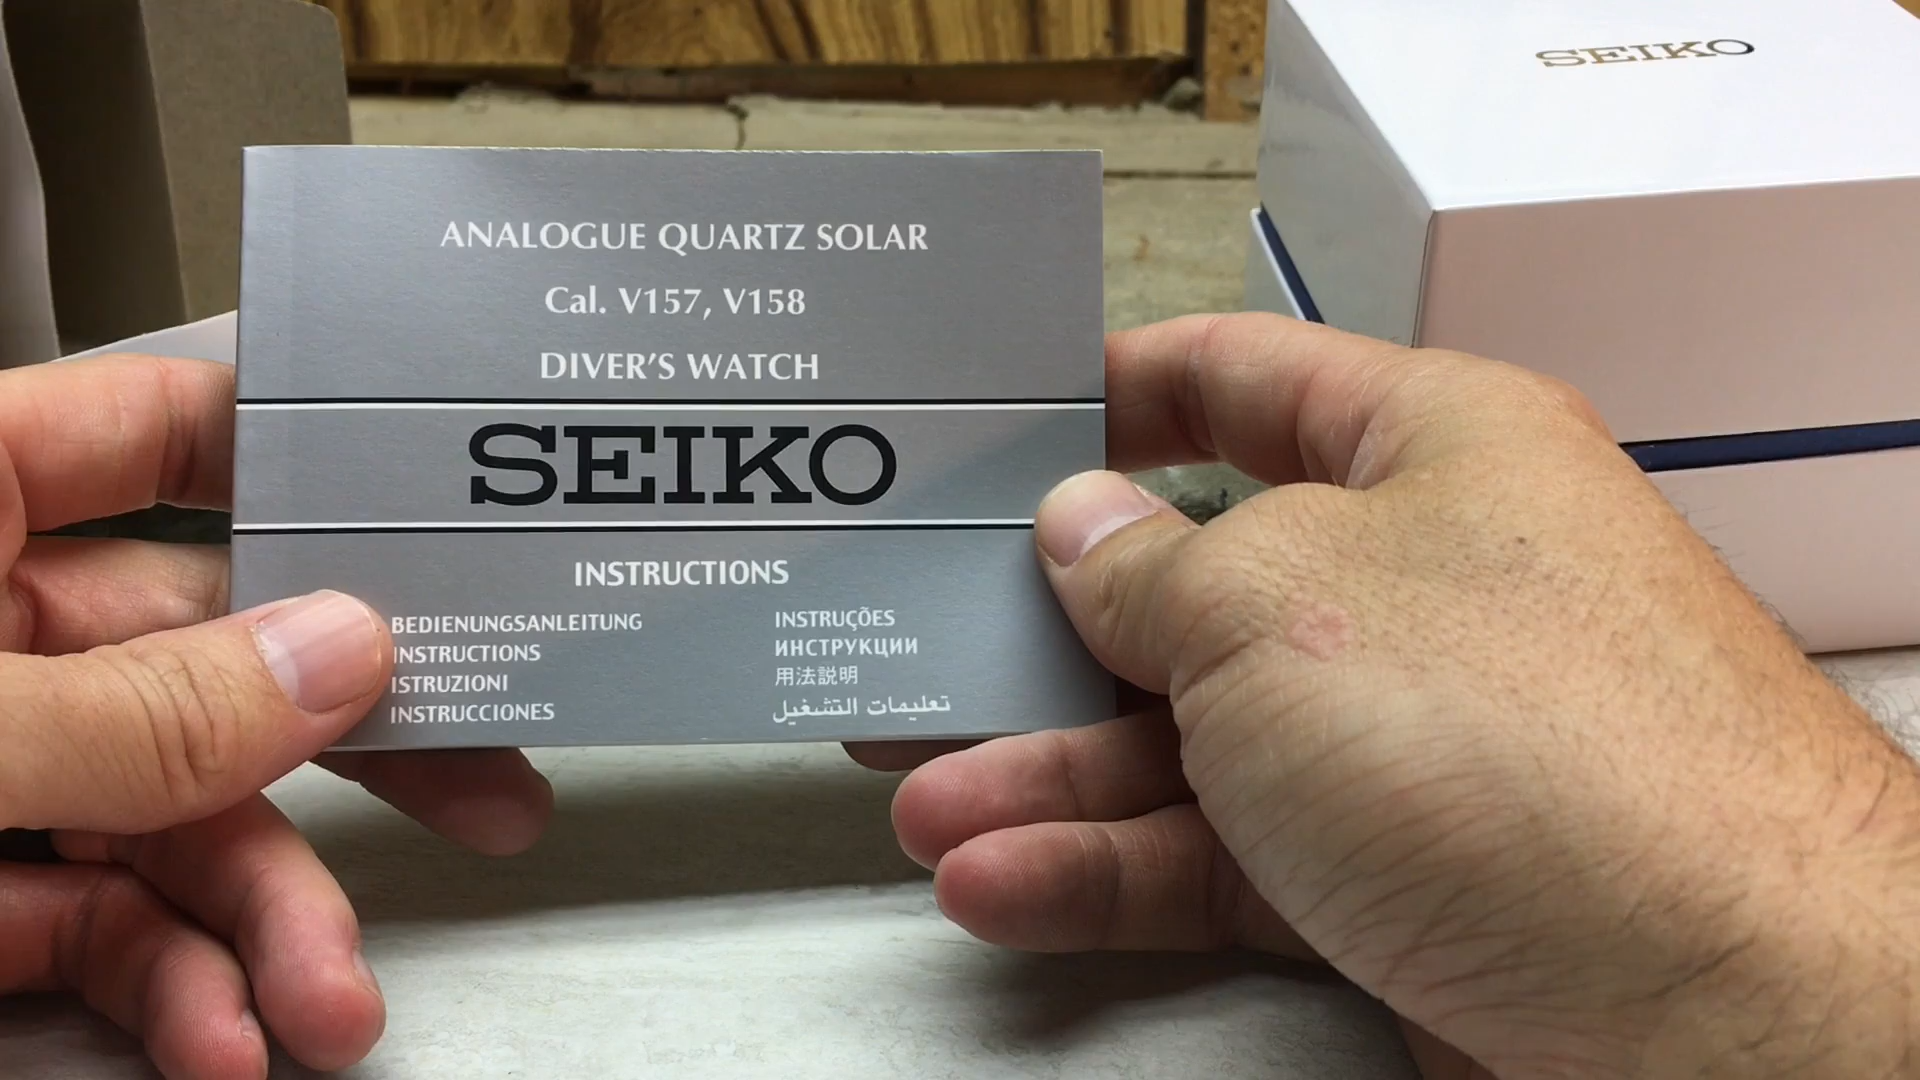 SEIKO
ANALOGUE QUARTZ SOLAR
Cal. V157, V158
DIVER'S WATCH
SEIKO
INSTRUCTIONS
BEDIENUNGSANLEITUNG
INSTRUCTIONS
ISTRUZIONI
INSTRUCCIONES
INSTRUÇÕES
ИНСТРУКЦИИ
用法説明
تعليمات التشغيل